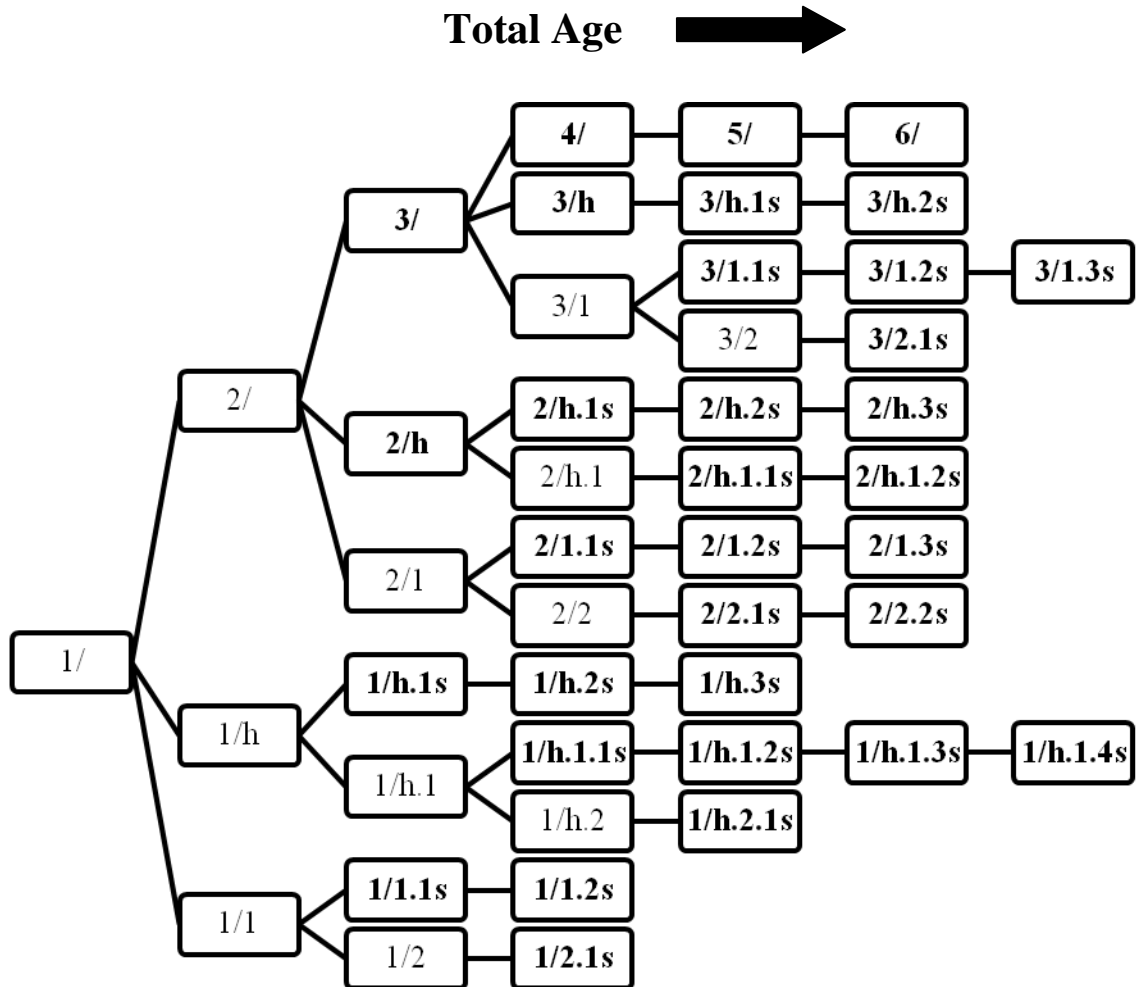 Total Age
4/ 5/ 6/
3/h 3/h.1s 3/h.2s
3/
3/1.1s 3/1.2s 3/1.3s
3/1
3/2 3/2.1s
2/
2/h.1s 2/h.2s 2/h.3s
2/h
2/h.1 2/h.1.1s 2/h.1.2s
2/1.1s 2/1.2s 2/1.3s
2/1
2/2 2/2.1s 2/2.2s
1/
1/h.1s 1/h.2s 1/h.3s
1/h
1/h.1.1s 1/h.1.2s 1/h.1.3s 1/h.1.4s
1/h.1
1/h.2 1/h.2.1s
1/1.1s 1/1.2s
1/1
1/2 1/2.1s